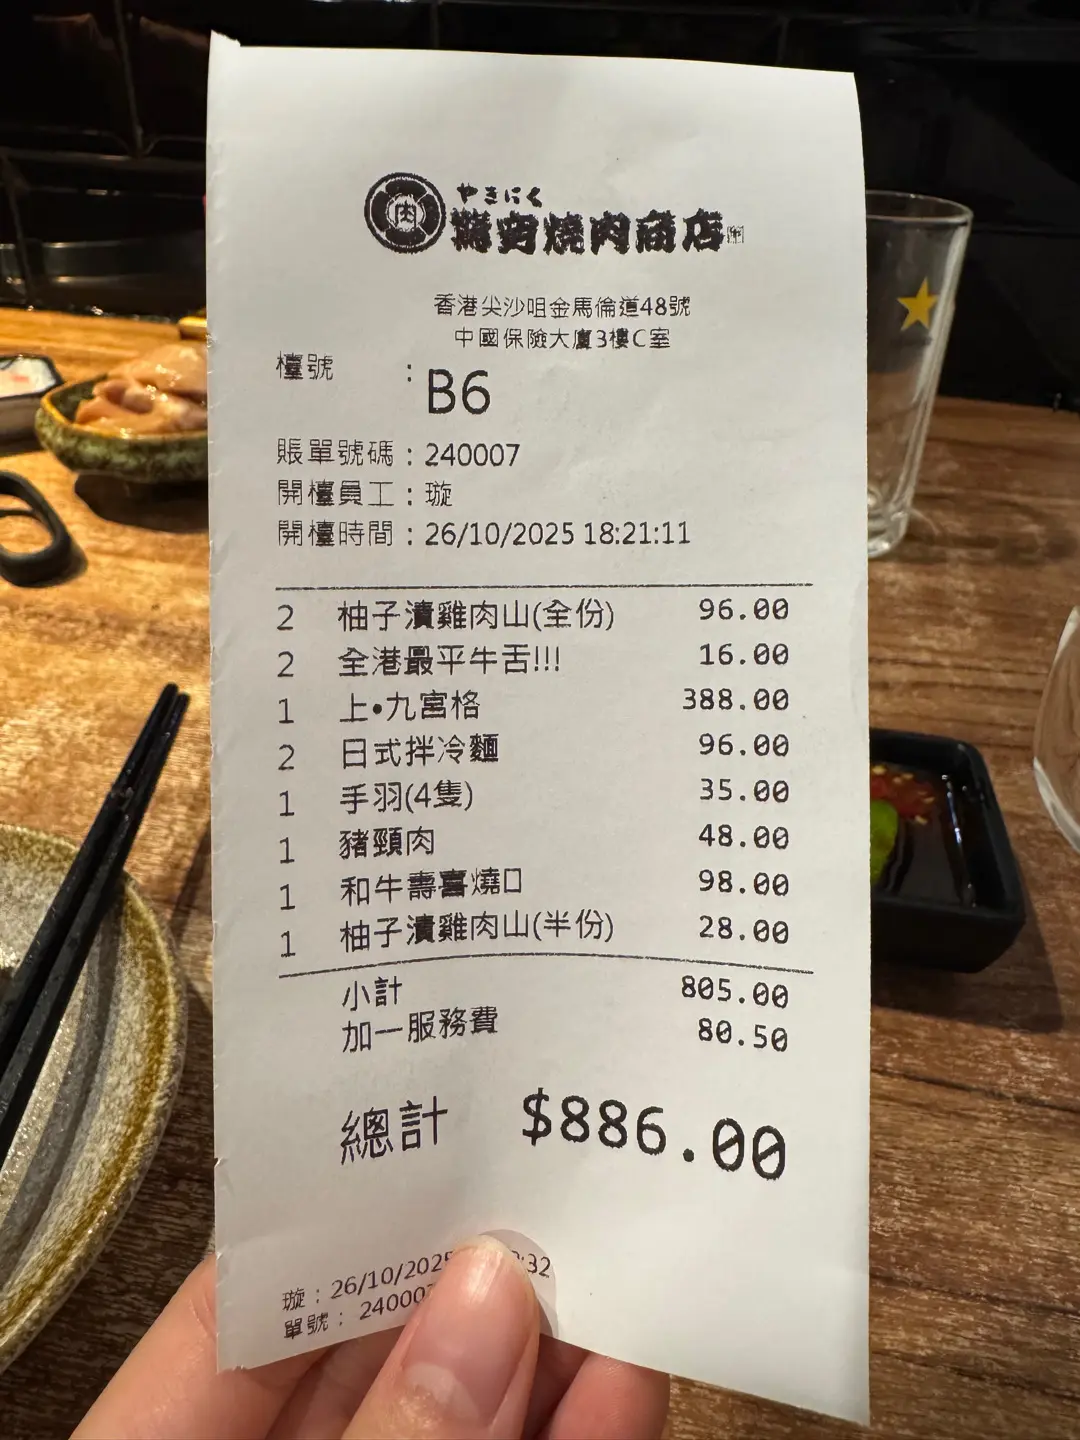 肉
やきにく
燒肉商店
香港尖沙咀金馬倫道48號
中國保險大廈3樓C室
檯號 : B6
賬單號碼 : 240007
開檯員工 : 璇
開檯時間 : 26/10/2025 18:21:11
2 柚子漬雞肉山(全份) 96.00
2 全港最平牛舌!!! 16.00
1 上•九宮格 388.00
2 日式拌冷麵 96.00
1 手羽(4隻) 35.00
1 豬頸肉 48.00
1 和牛壽喜燒口 98.00
1 柚子漬雞肉山(半份) 28.00
小計 805.00
加一服務費 80.50
總計 $886.00
璇 : 26/10/2025 :32
單號 : 24000